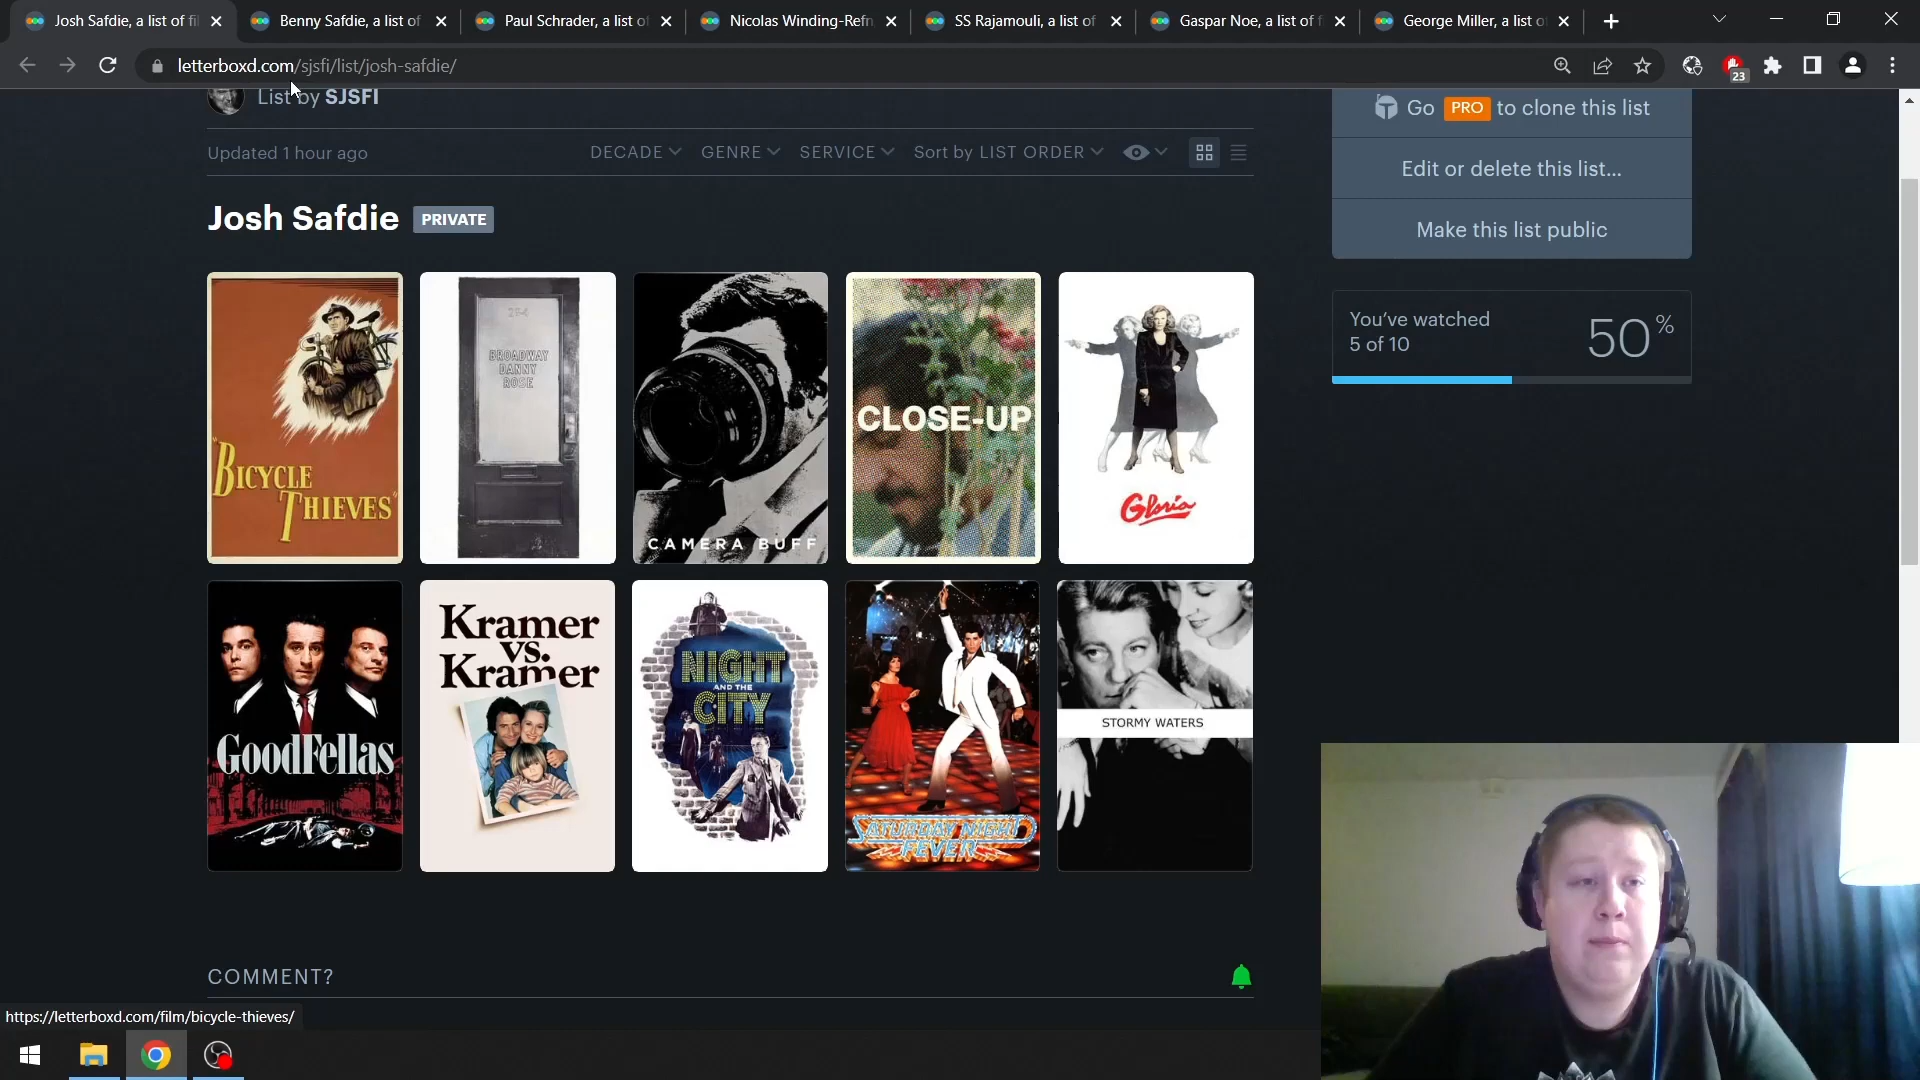 Josh Safdie, a list of fil
Benny Safdie, a list of
Paul Schrader, a list of
Nicolas Winding-Refn
SS Rajamouli, a list of
Gaspar Noe, a list of f
George Miller, a list o
letterboxd.com/sjsfi/list/josh-safdie/
23
List by SJSFI
Go PRO to clone this list
Updated 1 hour ago
DECADE
GENRE
SERVICE
Sort by LIST ORDER
Edit or delete this list...
Josh Safdie PRIVATE
Make this list public
You've watched
5 of 10
50%
"BICYCLE
THIEVES"
BROADWAY
DANNY
ROSE
CAMERA BUFF
CLOSE-UP
Gloria
GOODFELLAS
Kramer
vs.
Kramer
NIGHT
AND THE
CITY
SATURDAY NIGHT
FEVER
STORMY WATERS
COMMENT?
https://letterboxd.com/film/bicycle-thieves/